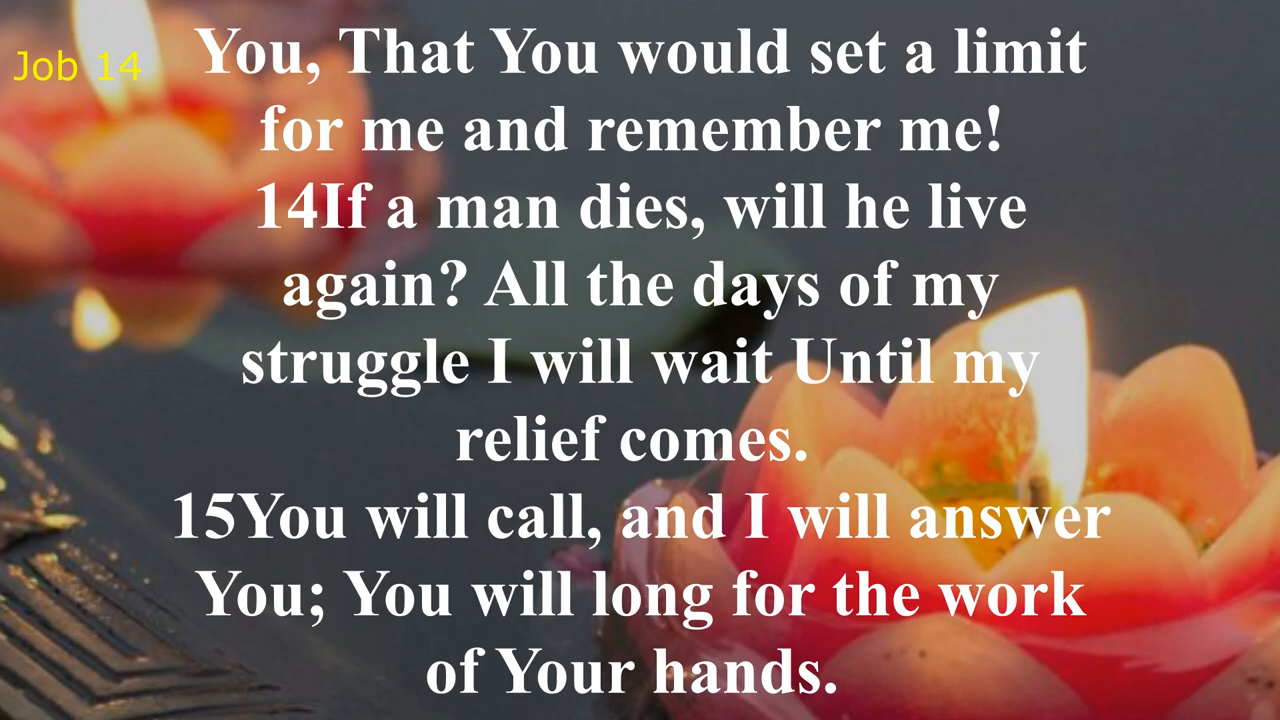 Job 14
You, That You would set a limit
for me and remember me!
14If a man dies, will he live
again? All the days of my
struggle I will wait Until my
relief comes.
15You will call, and I will answer
You; You will long for the work
of Your hands.